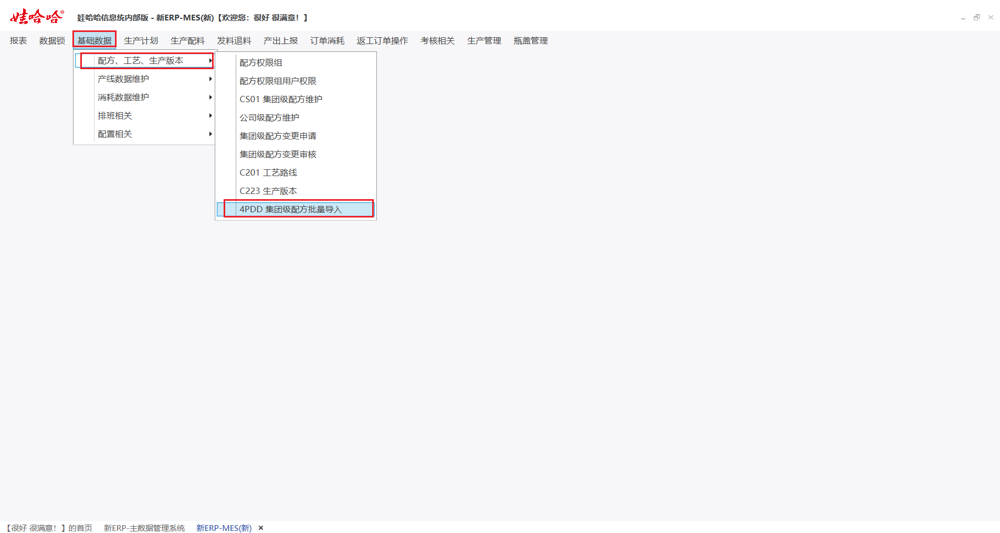 娃哈哈®
娃哈哈信息统内部版 - 新ERP-MES(新)【欢迎您：很好 很满意！】
报表 数据锁 基础数据 生产计划 生产配料 发料退料 产出上报 订单消耗 返工订单操作 考核相关 生产管理 瓶盖管理
配方、工艺、生产版本
产线数据维护
消耗数据维护
排班相关
配置相关
配方权限组
配方权限组用户权限
CS01 集团级配方维护
公司级配方维护
集团级配方变更申请
集团级配方变更审核
C201 工艺路线
C223 生产版本
4PDD 集团级配方批量导入
【很好 很满意！】的首页 新ERP-主数据管理系统 新ERP-MES(新)